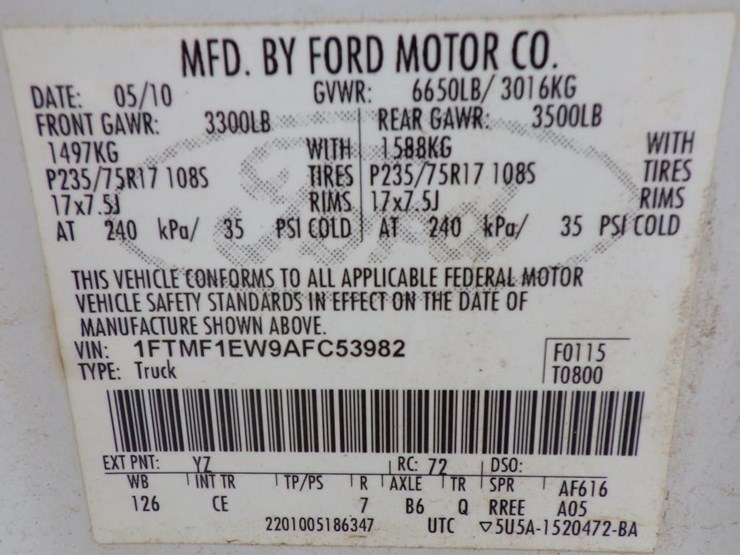 MFD. BY FORD MOTOR CO.
DATE: 05/10 GVWR: 6650LB/ 3016KG
FRONT GAWR: 3300LB REAR GAWR: 3500LB
1497KG WITH 1588KG WITH
P235/75R17 108S TIRES P235/75R17 108S TIRES
17x7.5J RIMS 17x7.5J RIMS
AT 240 kPa/ 35 PSI COLD AT 240 kPa/ 35 PSI COLD
THIS VEHICLE CONFORMS TO ALL APPLICABLE FEDERAL MOTOR
VEHICLE SAFETY STANDARDS IN EFFECT ON THE DATE OF
MANUFACTURE SHOWN ABOVE.
VIN: 1FTMF1EW9AFC53982 F0115
TYPE: Truck T0800
EXT PNT: YZ RC: 72 DSO:
WB INT TR TP/PS R AXLE TR SPR AF616
126 CE 7 B6 Q RREE A05
2201005186347 UTC ▽5U5A-1520472-BA